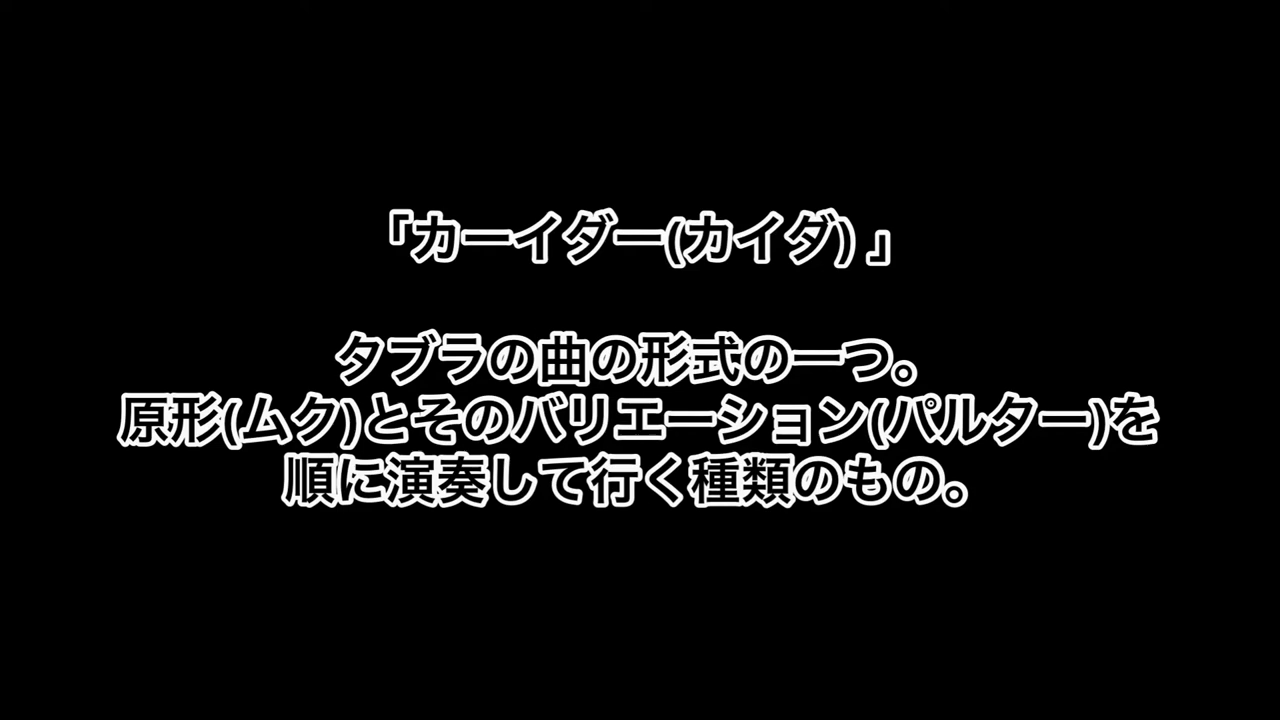 「カーイダー(カイダ) 」
タブラの曲の形式の一つ。
原形(ムク)とそのバリエーション(パルター)を
順に演奏して行く種類のもの。